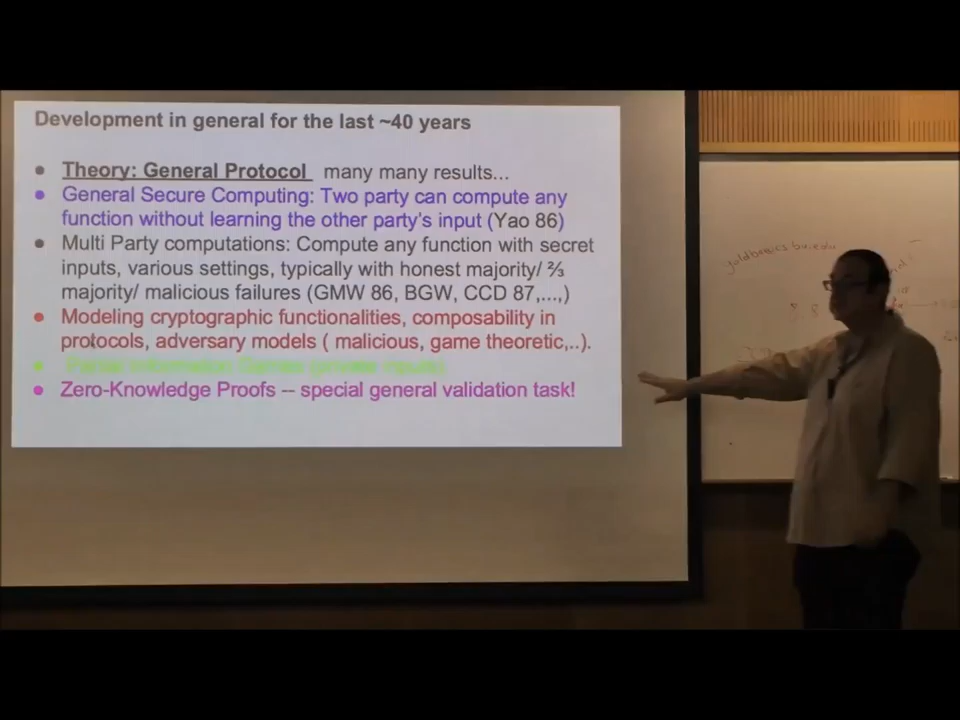 Development in general for the last ~40 years
● Theory: General Protocol many many results...
● General Secure Computing: Two party can compute any
function without learning the other party's input (Yao 86)
● Multi Party computations: Compute any function with secret
inputs, various settings, typically with honest majority/ ⅔
majority/ malicious failures (GMW 86, BGW, CCD 87,...,)
● Modeling cryptographic functionalities, composability in
protocols, adversary models ( malicious, game theoretic,..).
● Partial Information Games (private inputs)
● Zero-Knowledge Proofs -- special general validation task!